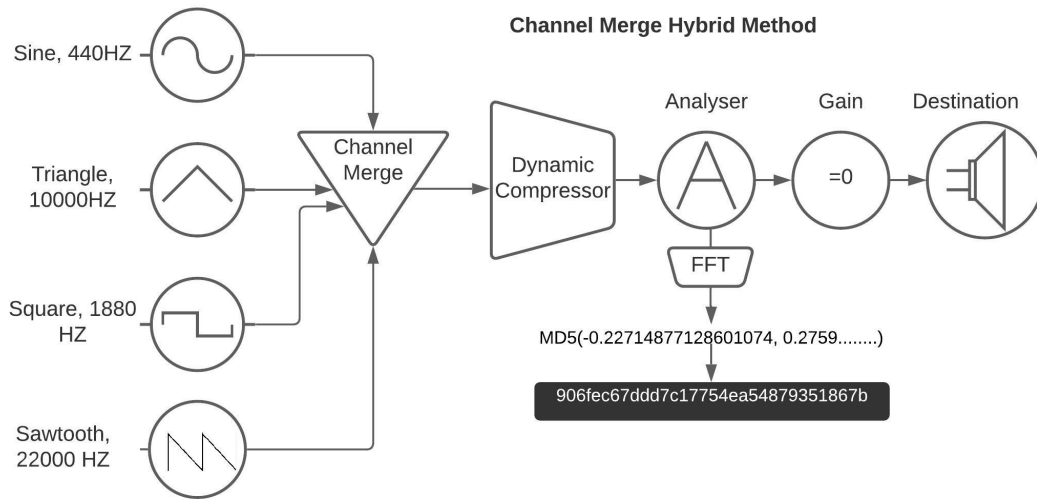 Channel Merge Hybrid Method
Sine, 440HZ
Triangle,
10000HZ
Square, 1880
HZ
Sawtooth,
22000 HZ
Channel
Merge
Dynamic
Compressor
Analyser
Gain
=0
Destination
FFT
MD5(-0.22714877128601074, 0.2759........)
906fec67ddd7c17754ea54879351867b